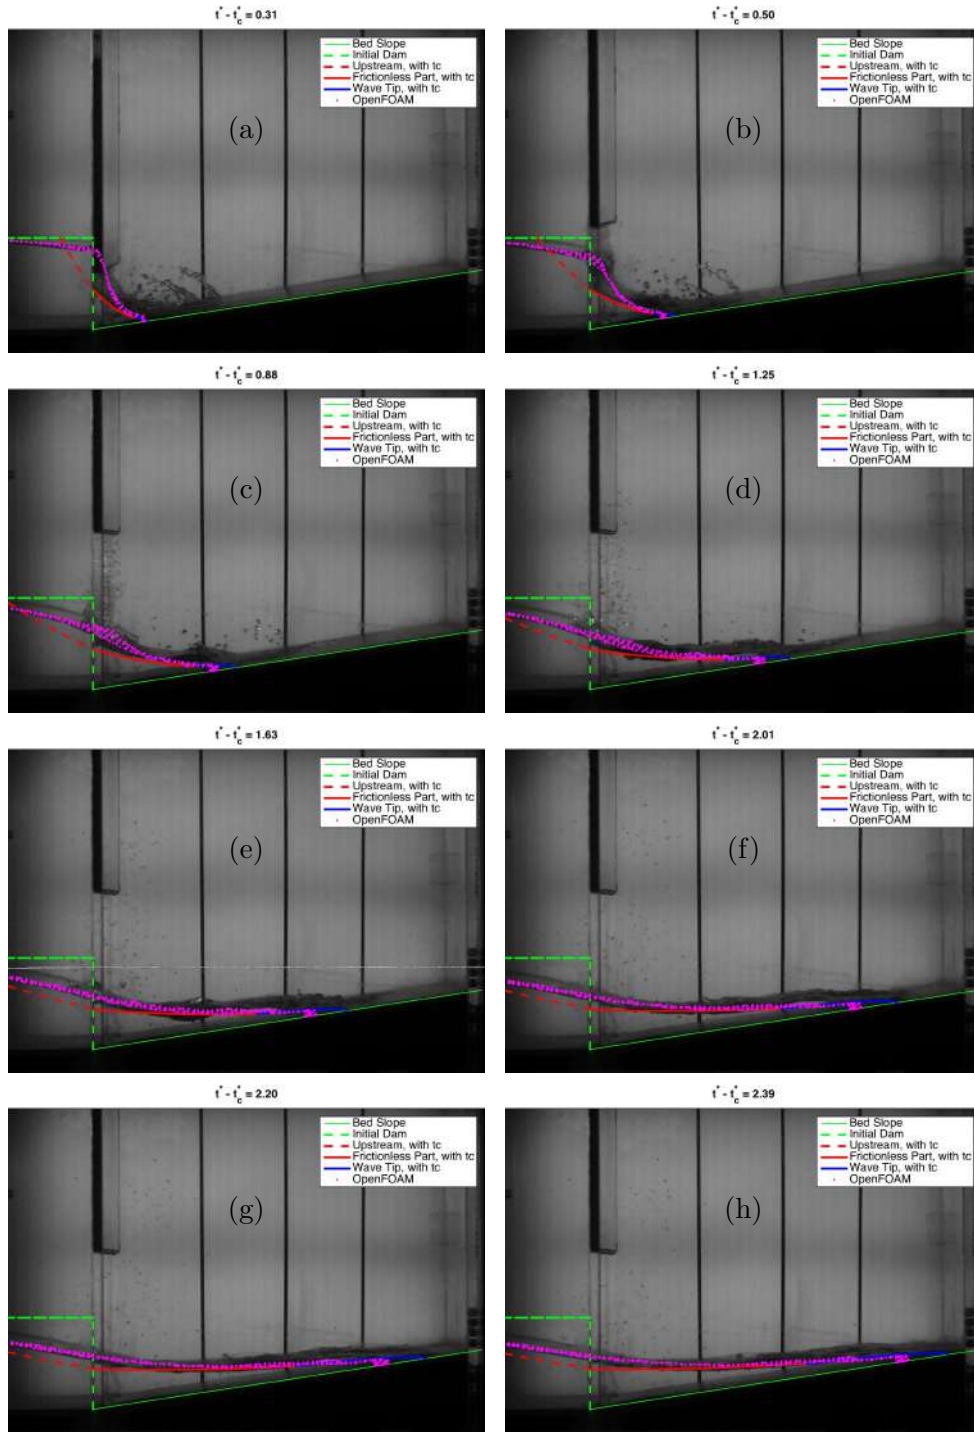 t* - t*c = 0.31
Bed Slope
Initial Dam
Upstream, with tc
Frictionless Part, with tc
Wave Tip, with tc
OpenFOAM
(a)
t* - t*c = 0.50
Bed Slope
Initial Dam
Upstream, with tc
Frictionless Part, with tc
Wave Tip, with tc
OpenFOAM
(b)
t* - t*c = 0.88
Bed Slope
Initial Dam
Upstream, with tc
Frictionless Part, with tc
Wave Tip, with tc
OpenFOAM
(c)
t* - t*c = 1.25
Bed Slope
Initial Dam
Upstream, with tc
Frictionless Part, with tc
Wave Tip, with tc
OpenFOAM
(d)
t* - t*c = 1.63
Bed Slope
Initial Dam
Upstream, with tc
Frictionless Part, with tc
Wave Tip, with tc
OpenFOAM
(e)
t* - t*c = 2.01
Bed Slope
Initial Dam
Upstream, with tc
Frictionless Part, with tc
Wave Tip, with tc
OpenFOAM
(f)
t* - t*c = 2.20
Bed Slope
Initial Dam
Upstream, with tc
Frictionless Part, with tc
Wave Tip, with tc
OpenFOAM
(g)
t* - t*c = 2.39
Bed Slope
Initial Dam
Upstream, with tc
Frictionless Part, with tc
Wave Tip, with tc
OpenFOAM
(h)